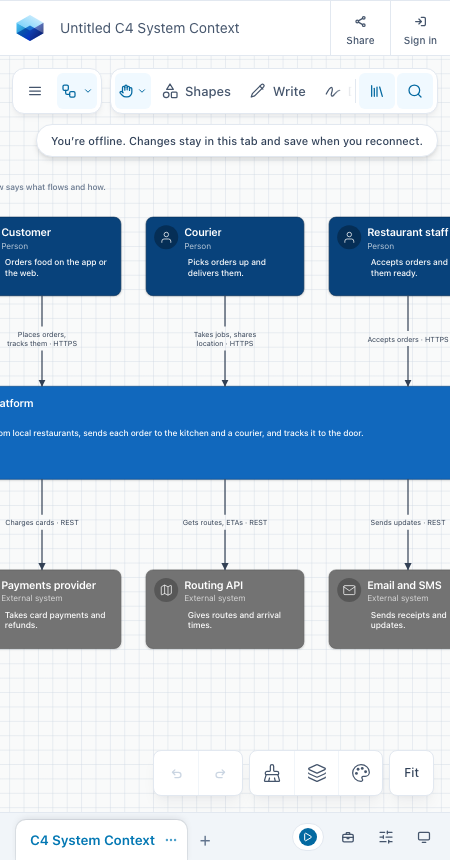 Untitled C4 System Context
Share
Sign in
Shapes
Write
You're offline. Changes stay in this tab and save when you reconnect.
says what flows and how.
Customer
Person
Orders food on the app or
the web.
Courier
Person
Picks orders up and
delivers them.
Restaurant staff
Person
Accepts orders and
them ready.
Places orders,
tracks them · HTTPS
Takes jobs, shares
location · HTTPS
Accepts orders · HTTPS
atform
om local restaurants, sends each order to the kitchen and a courier, and tracks it to the door.
Charges cards · REST
Gets routes, ETAs · REST
Sends updates · REST
Payments provider
External system
Takes card payments and
refunds.
Routing API
External system
Gives routes and arrival
times.
Email and SMS
External system
Sends receipts and
updates.
Fit
C4 System Context